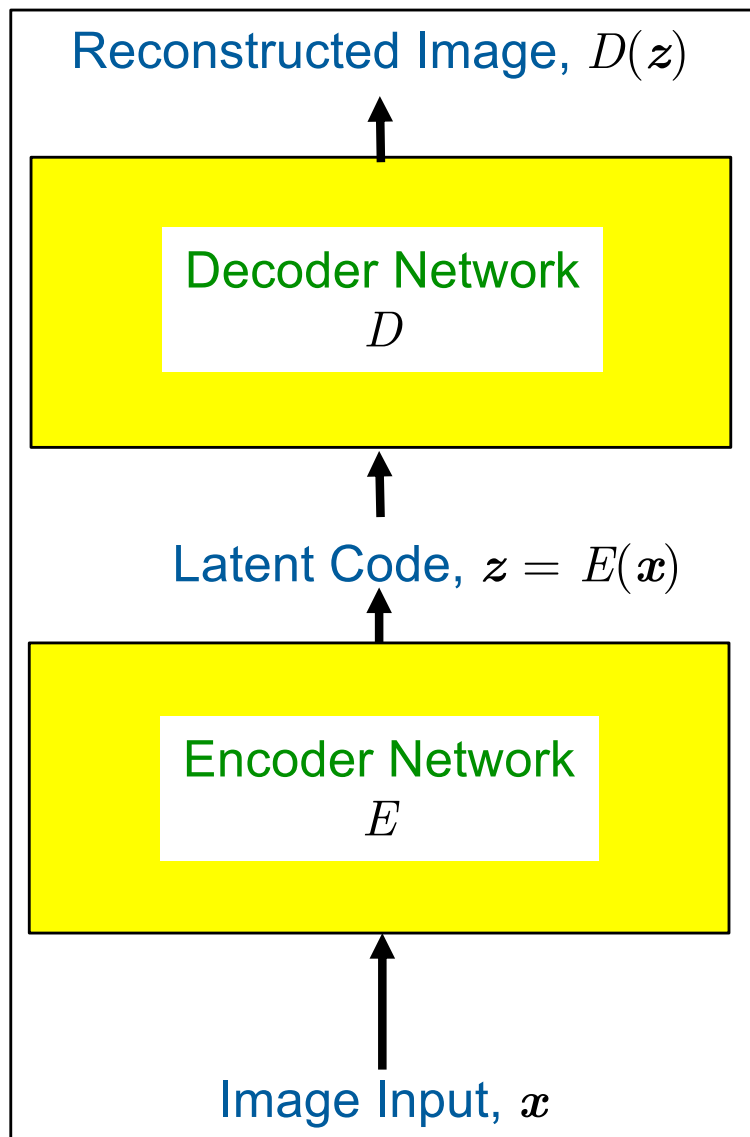 Reconstructed Image, D(z)
Decoder Network
D
Latent Code, z = E(x)
Encoder Network
E
Image Input, x